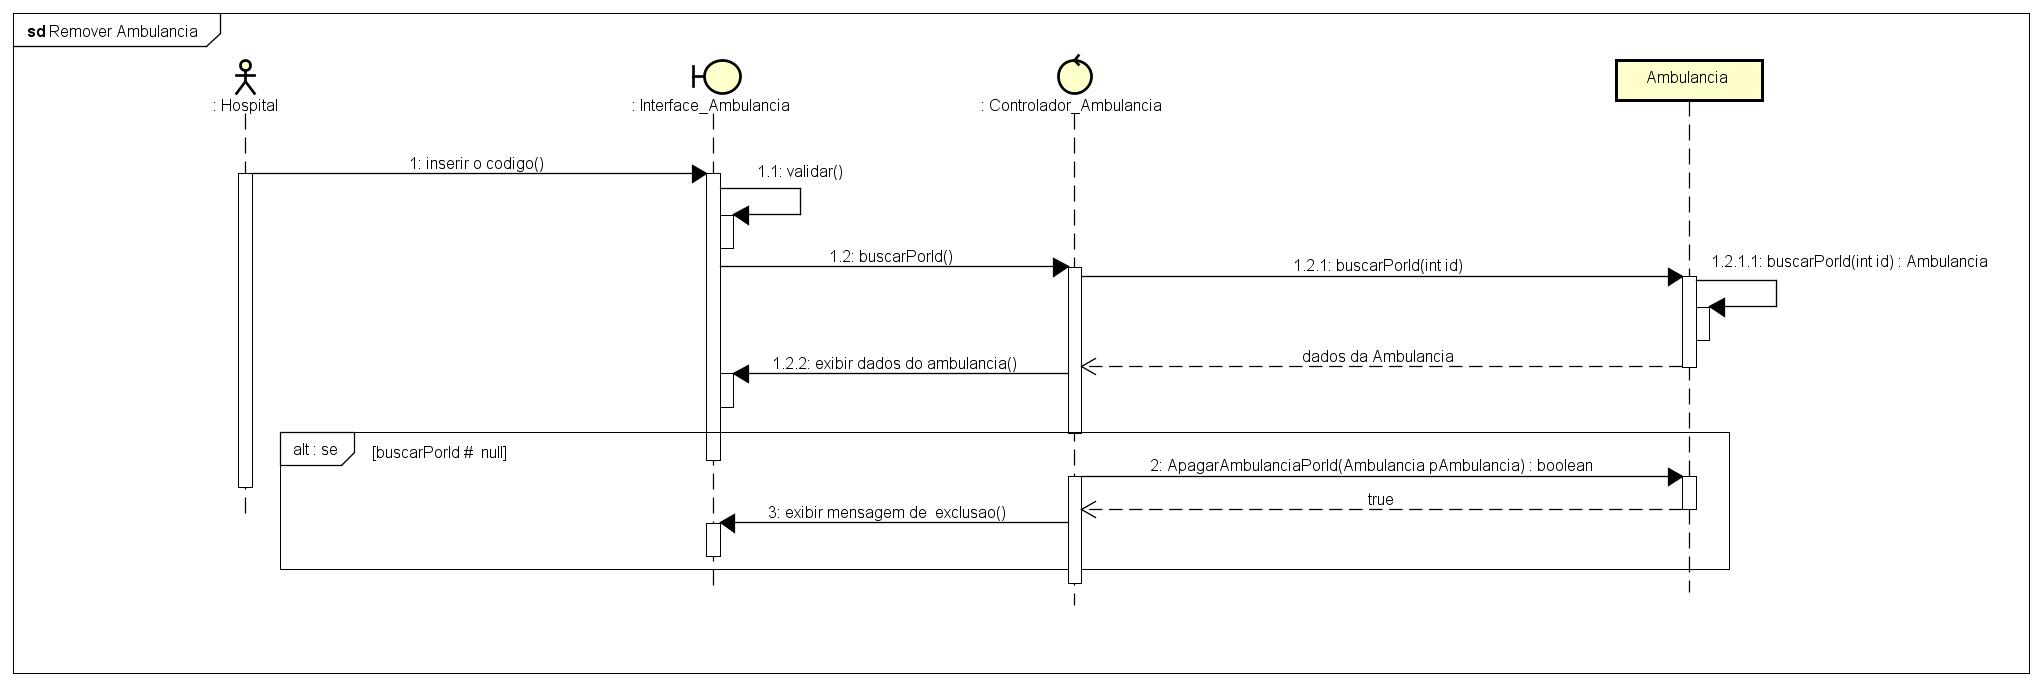 sd Remover Ambulancia
Ambulancia
: Hospital
: Interface_Ambulancia
: Controlador_Ambulancia
1: inserir o codigo()
1.1: validar()
1.2: buscarPorId()
1.2.1: buscarPorId(int id)
1.2.1.1: buscarPorId(int id) : Ambulancia
dados da Ambulancia
1.2.2: exibir dados do ambulancia()
alt : se
[buscarPorId # null]
2: ApagarAmbulanciaPorId(Ambulancia pAmbulancia) : boolean
true
3: exibir mensagem de exclusao()